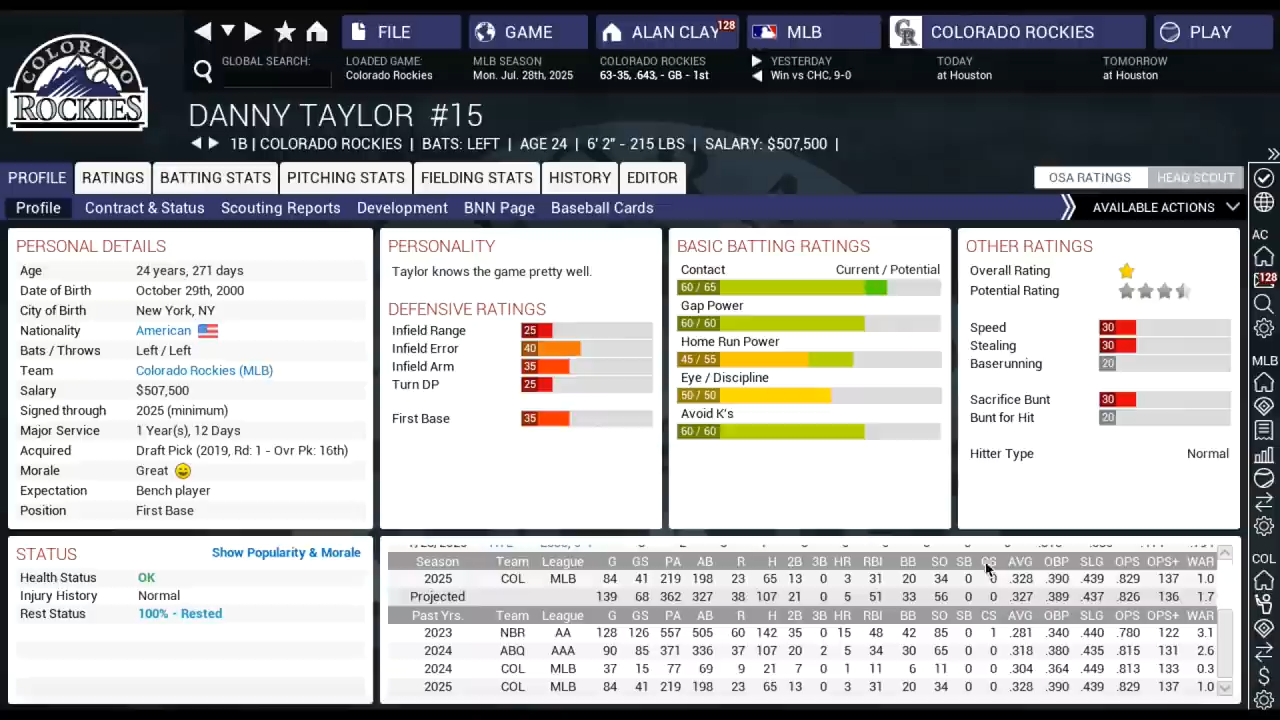 COLORADO ROCKIES
FILE
GAME
ALAN CLAY 128
MLB
CR COLORADO ROCKIES
PLAY
GLOBAL SEARCH:
LOADED GAME:
Colorado Rockies
MLB SEASON
Mon. Jul. 28th, 2025
COLORADO ROCKIES
63-35, .643, - GB - 1st
YESTERDAY
Win vs CHC, 9-0
TODAY
at Houston
TOMORROW
at Houston
DANNY TAYLOR #15
1B | COLORADO ROCKIES | BATS: LEFT | AGE 24 | 6' 2" - 215 LBS | SALARY: $507,500 |
PROFILE RATINGS BATTING STATS PITCHING STATS FIELDING STATS HISTORY EDITOR OSA RATINGS HEAD SCOUT
Profile Contract & Status Scouting Reports Development BNN Page Baseball Cards AVAILABLE ACTIONS
PERSONAL DETAILS
Age 24 years, 271 days
Date of Birth October 29th, 2000
City of Birth New York, NY
Nationality American
Bats / Throws Left / Left
Team Colorado Rockies (MLB)
Salary $507,500
Signed through 2025 (minimum)
Major Service 1 Year(s), 12 Days
Acquired Draft Pick (2019, Rd: 1 - Ovr Pk: 16th)
Morale Great
Expectation Bench player
Position First Base
PERSONALITY
Taylor knows the game pretty well.
DEFENSIVE RATINGS
Infield Range 25
Infield Error 40
Infield Arm 35
Turn DP 25
First Base 35
BASIC BATTING RATINGS
Contact Current / Potential
60 / 65
Gap Power
60 / 60
Home Run Power
45 / 55
Eye / Discipline
50 / 50
Avoid K's
60 / 60
OTHER RATINGS
Overall Rating
Potential Rating
Speed 30
Stealing 30
Baserunning 20
Sacrifice Bunt 30
Bunt for Hit 20
Hitter Type Normal
STATUS Show Popularity & Morale
Health Status OK
Injury History Normal
Rest Status 100% - Rested
Season Team League G GS PA AB R H 2B 3B HR RBI BB SO SB CS AVG OBP SLG OPS OPS+ WAR
2025 COL MLB 84 41 219 198 23 65 13 0 3 31 20 34 0 0 .328 .390 .439 .829 137 1.0
Projected 139 68 362 327 38 107 21 0 5 51 33 56 0 0 .327 .389 .437 .826 136 1.7
Past Yrs. Team League G GS PA AB R H 2B 3B HR RBI BB SO SB CS AVG OBP SLG OPS OPS+ WAR
2023 NBR AA 128 126 557 505 60 142 35 0 15 48 42 85 0 1 .281 .340 .440 .780 122 3.1
2024 ABQ AAA 90 85 371 336 37 107 20 2 5 34 30 65 0 0 .318 .380 .435 .815 131 2.6
2024 COL MLB 37 15 77 69 9 21 7 0 1 11 6 11 0 0 .304 .364 .449 .813 133 0.3
2025 COL MLB 84 41 219 198 23 65 13 0 3 31 20 34 0 0 .328 .390 .439 .829 137 1.0
AC
128
MLB
COL